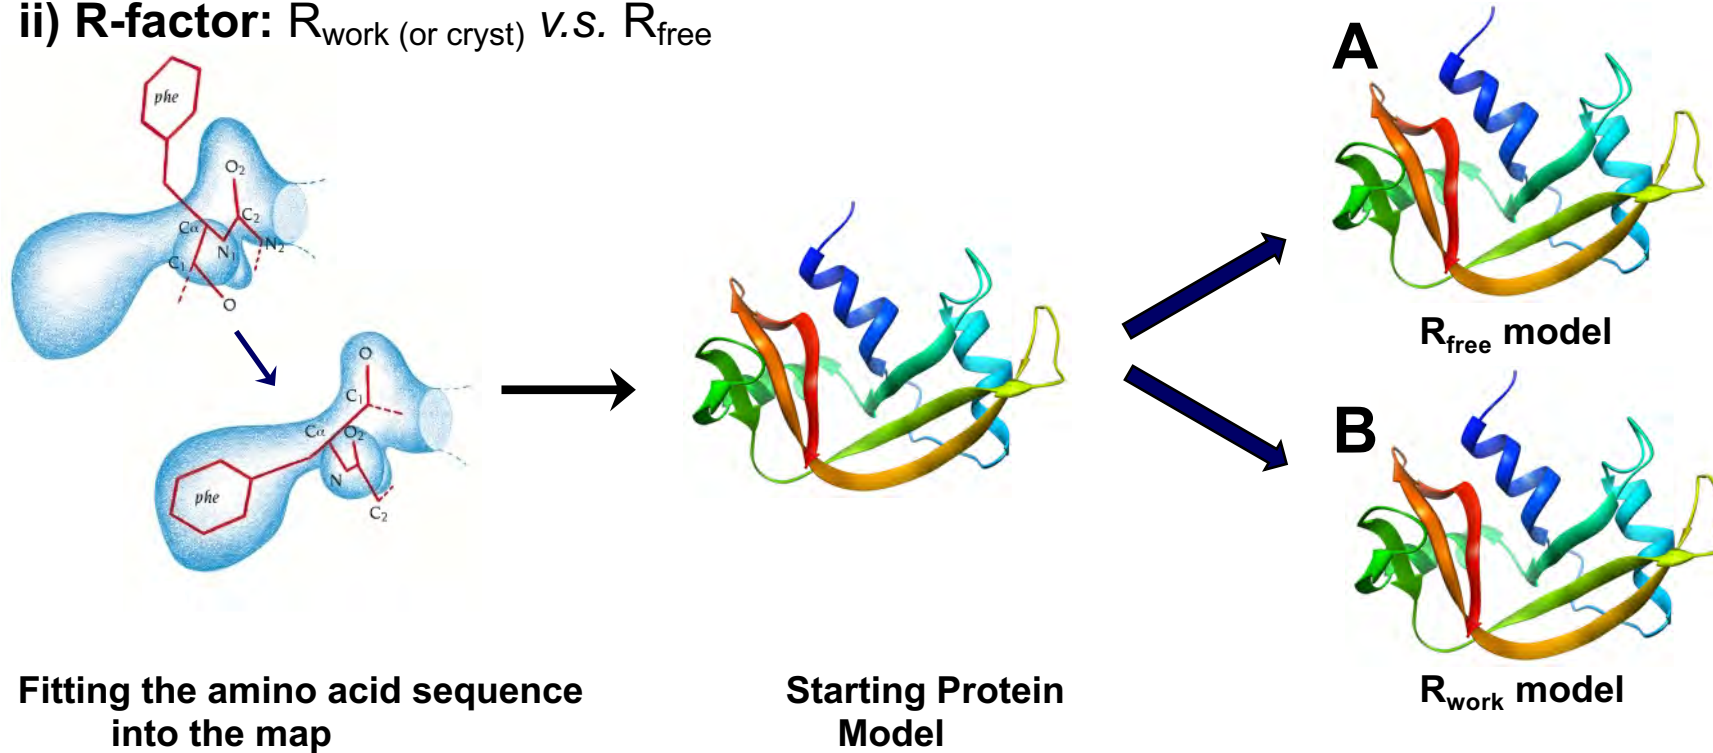 ii) R-factor: Rwork (or cryst) v.s. Rfree
phe
O2
C2
Cα
N1
N2
C1
O
O
C1
Cα
O2
N
phe
C2
A
Rfree model
B
Rwork model
Fitting the amino acid sequence
into the map
Starting Protein
Model